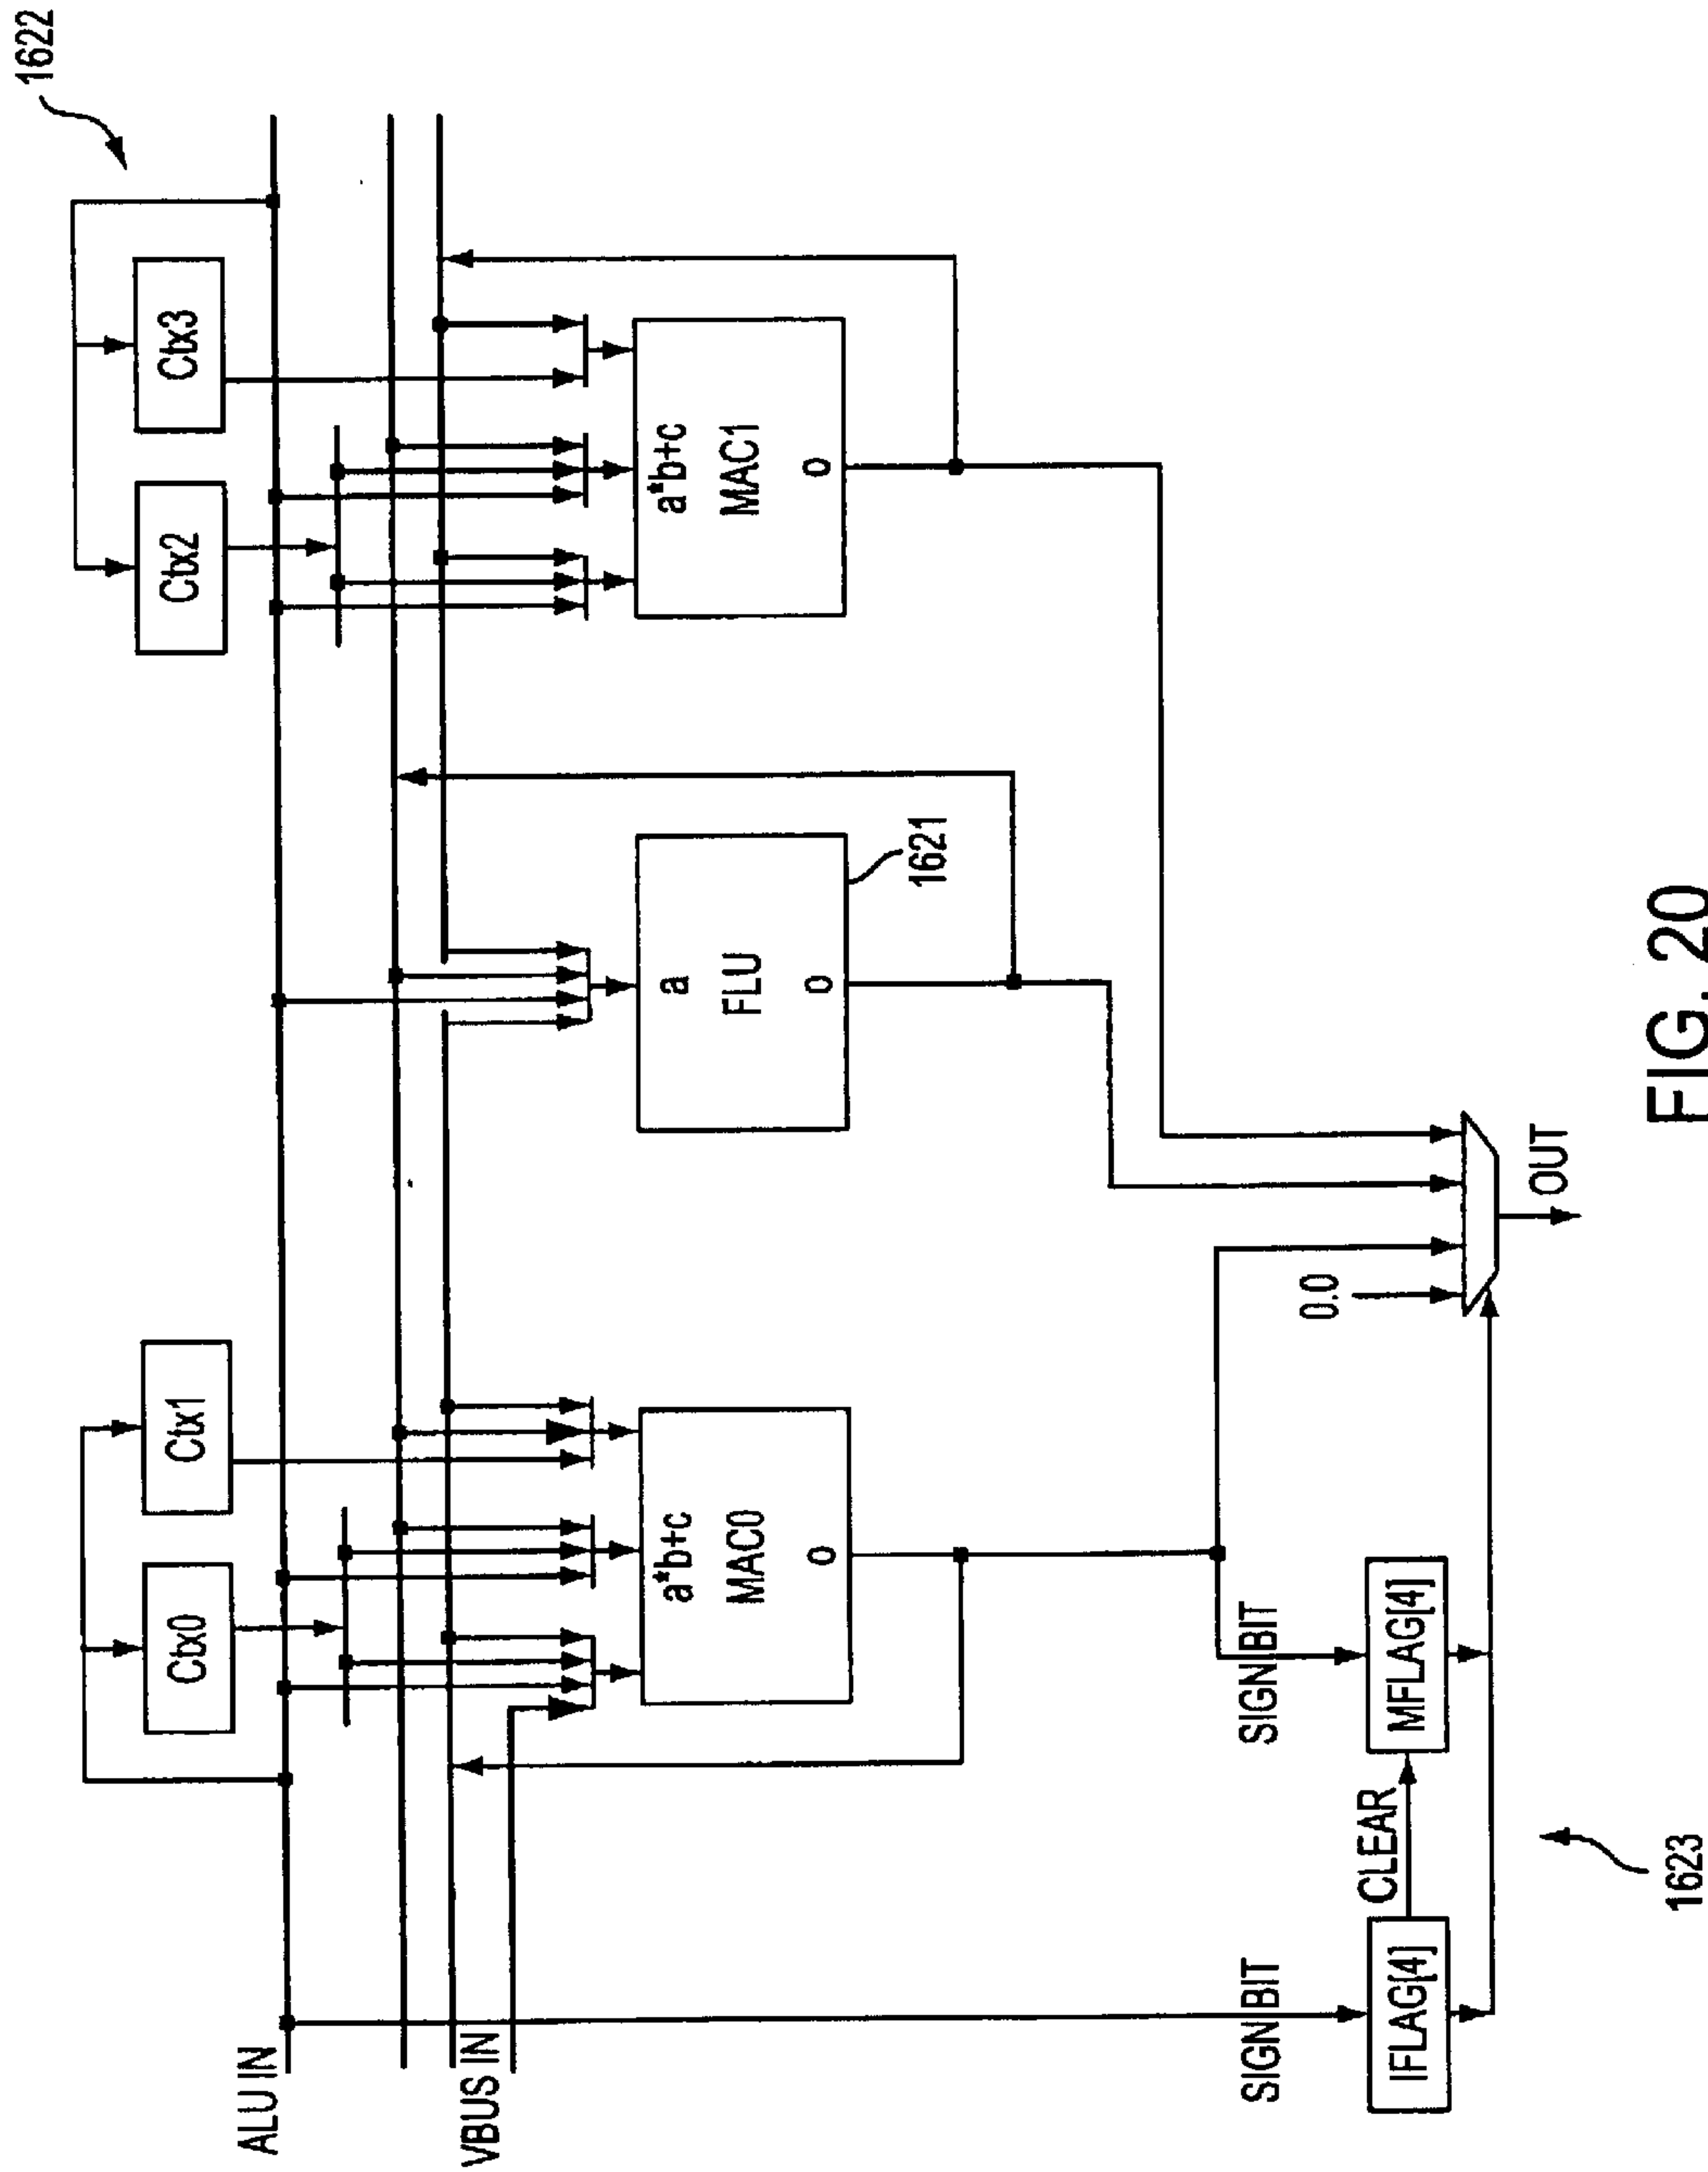 1622
Ctx0
Ctx1
Ctx2
Ctx3
ALU IN
VBUS IN
a*b+c
MAC0
o
a
FLU
o
1621
a*b+c
MAC1
o
SIGN BIT
SIGN BIT
0.0
IFLAG[4]
CLEAR
MFLAG[4]
OUT
1623
FIG. 20